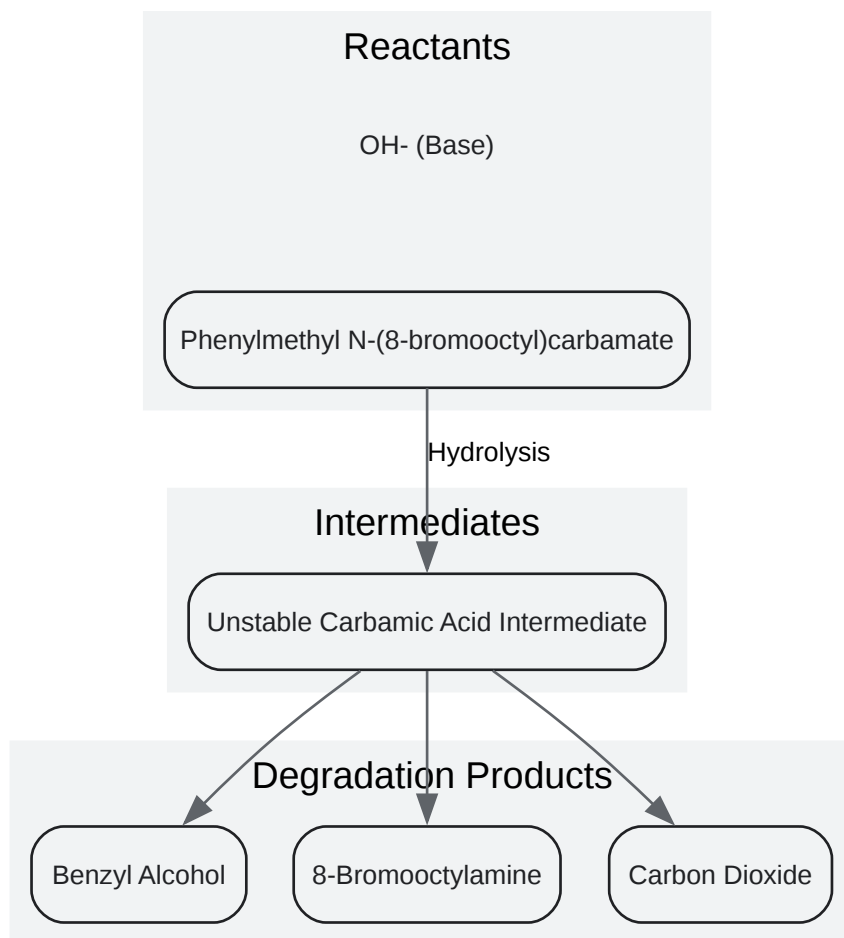 Reactants
OH- (Base)
Phenylmethyl N-(8-bromooctyl)carbamate
Hydrolysis
Intermediates
Unstable Carbamic Acid Intermediate
Degradation Products
Benzyl Alcohol
8-Bromooctylamine
Carbon Dioxide